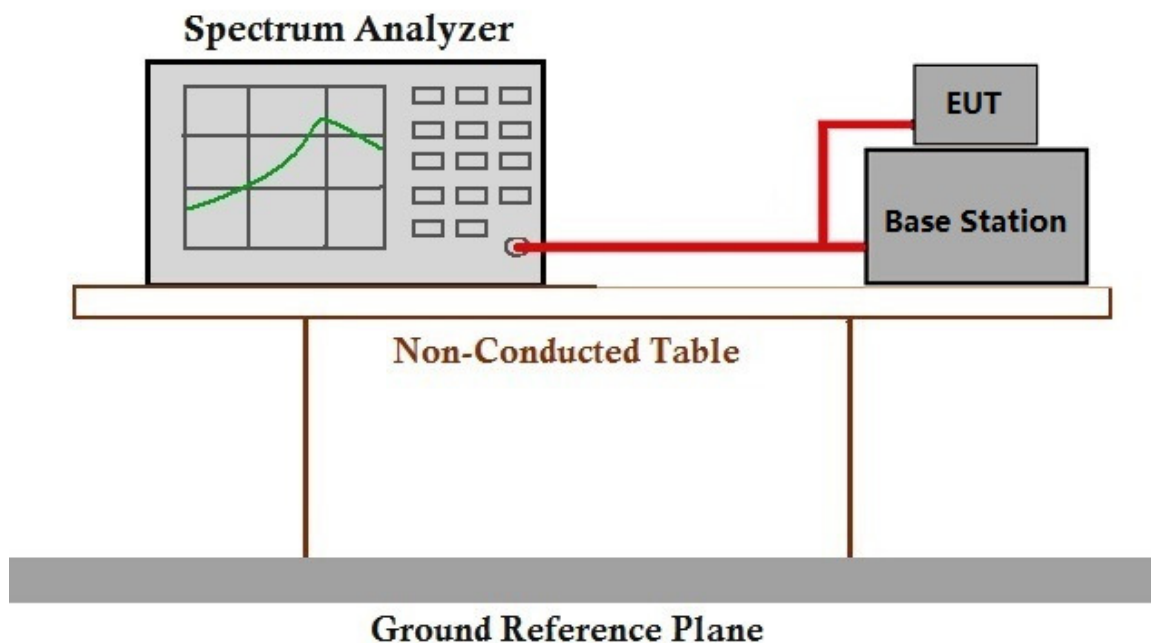 Spectrum Analyzer
EUT
Base Station
Non-Conducted Table
Ground Reference Plane